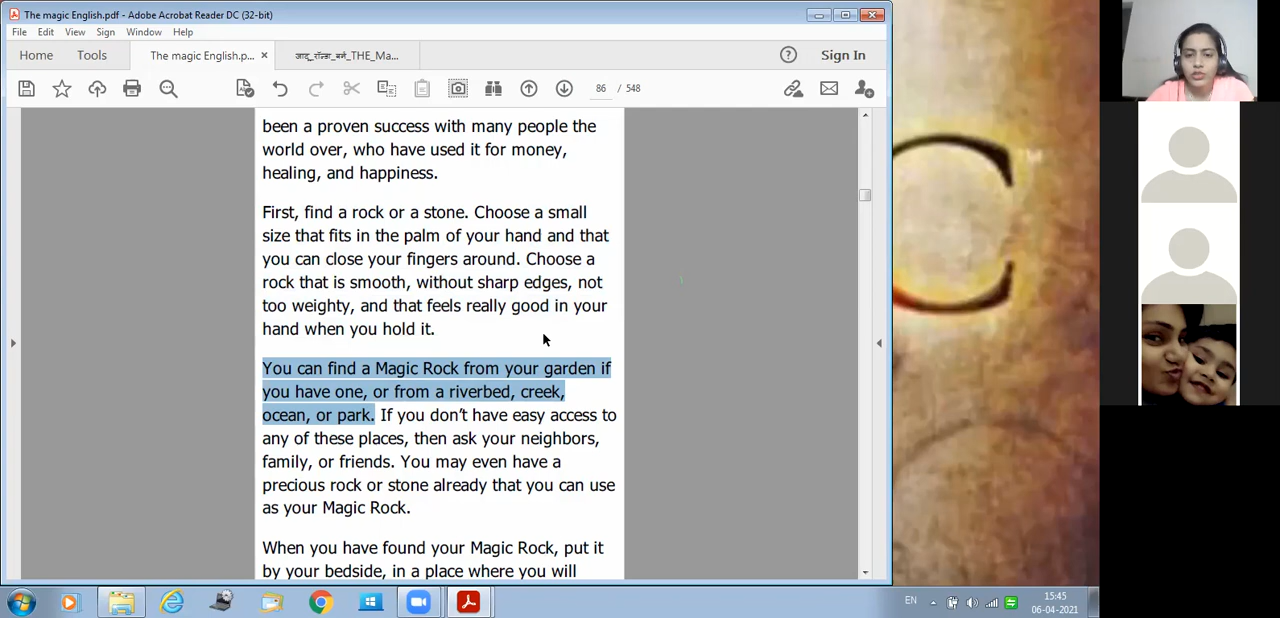 The magic English.pdf - Adobe Acrobat Reader DC (32-bit)
File Edit View Sign Window Help
Home Tools The magic English.p... × जादू_रॉन्डा_बर्न_THE_Ma... ? Sign In
86 / 548
been a proven success with many people the
world over, who have used it for money,
healing, and happiness.
First, find a rock or a stone. Choose a small
size that fits in the palm of your hand and that
you can close your fingers around. Choose a
rock that is smooth, without sharp edges, not
too weighty, and that feels really good in your
hand when you hold it.
You can find a Magic Rock from your garden if
you have one, or from a riverbed, creek,
ocean, or park. If you don’t have easy access to
any of these places, then ask your neighbors,
family, or friends. You may even have a
precious rock or stone already that you can use
as your Magic Rock.
When you have found your Magic Rock, put it
by your bedside, in a place where you will
EN 15:45
06-04-2021